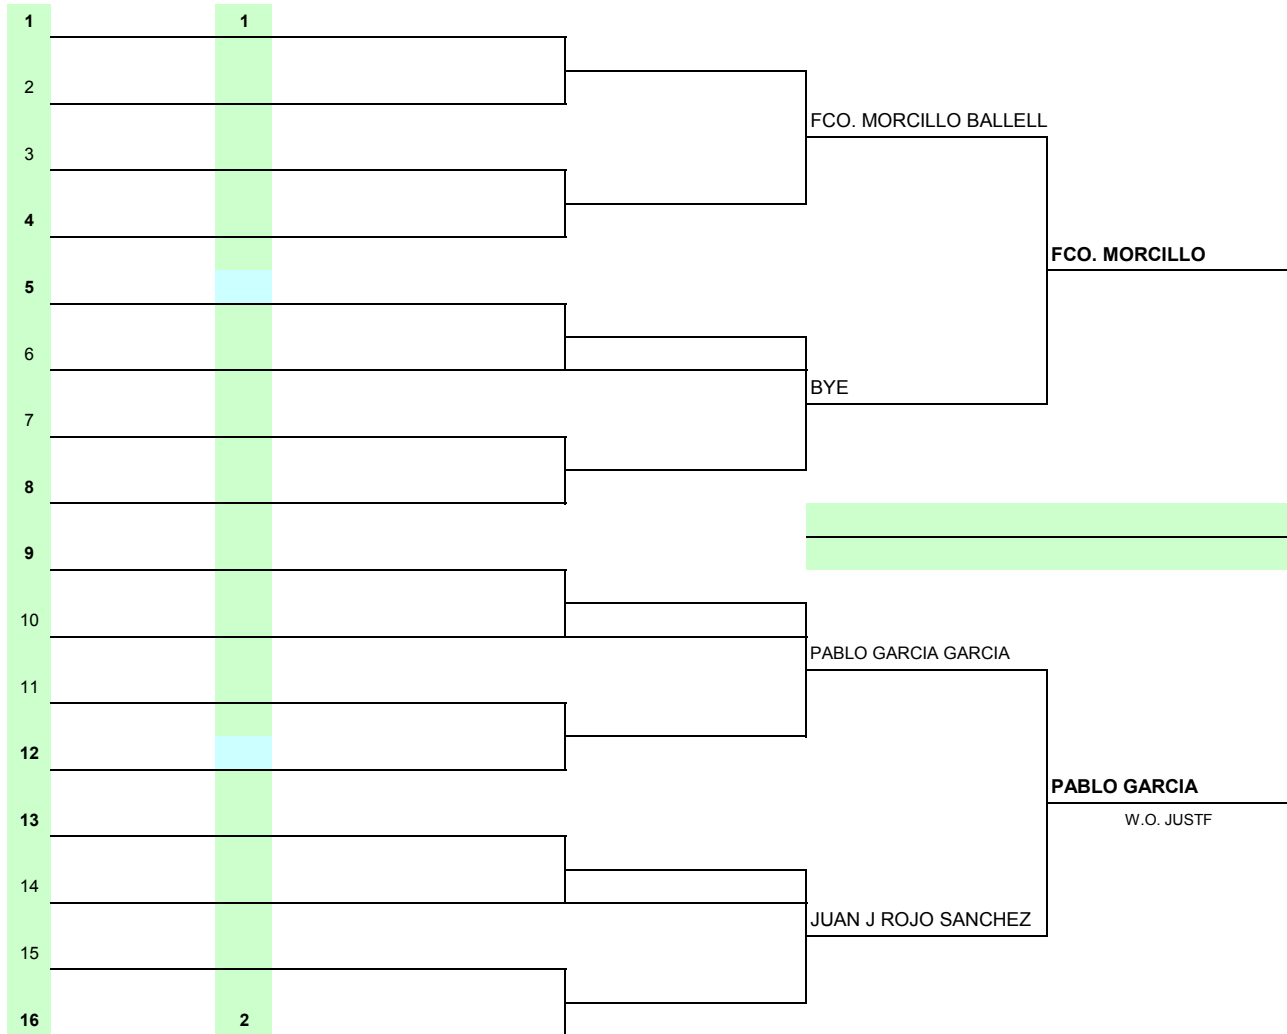 1 1
2
FCO. MORCILLO BALLELL
3
4
FCO. MORCILLO
5
6
BYE
7
8
9
10
PABLO GARCIA GARCIA
11
12
PABLO GARCIA
13
W.O. JUSTF
14
JUAN J ROJO SANCHEZ
15
16 2